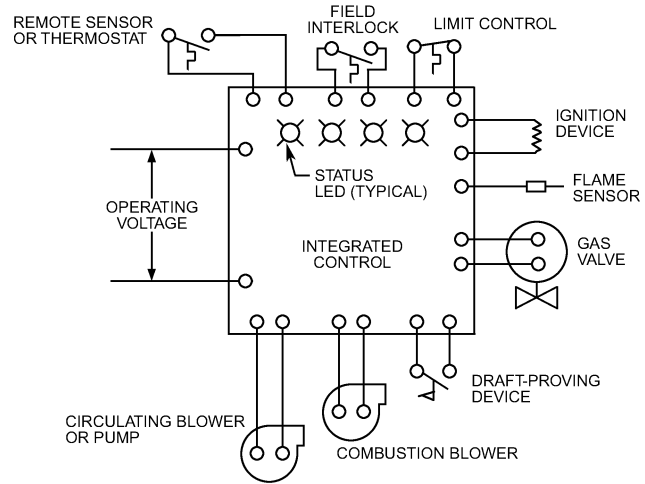 REMOTE SENSOR
OR THERMOSTAT
FIELD
INTERLOCK
LIMIT CONTROL
IGNITION
DEVICE
STATUS
LED (TYPICAL)
FLAME
SENSOR
OPERATING
VOLTAGE
INTEGRATED
CONTROL
GAS
VALVE
DRAFT-PROVING
DEVICE
CIRCULATING BLOWER
OR PUMP
COMBUSTION BLOWER